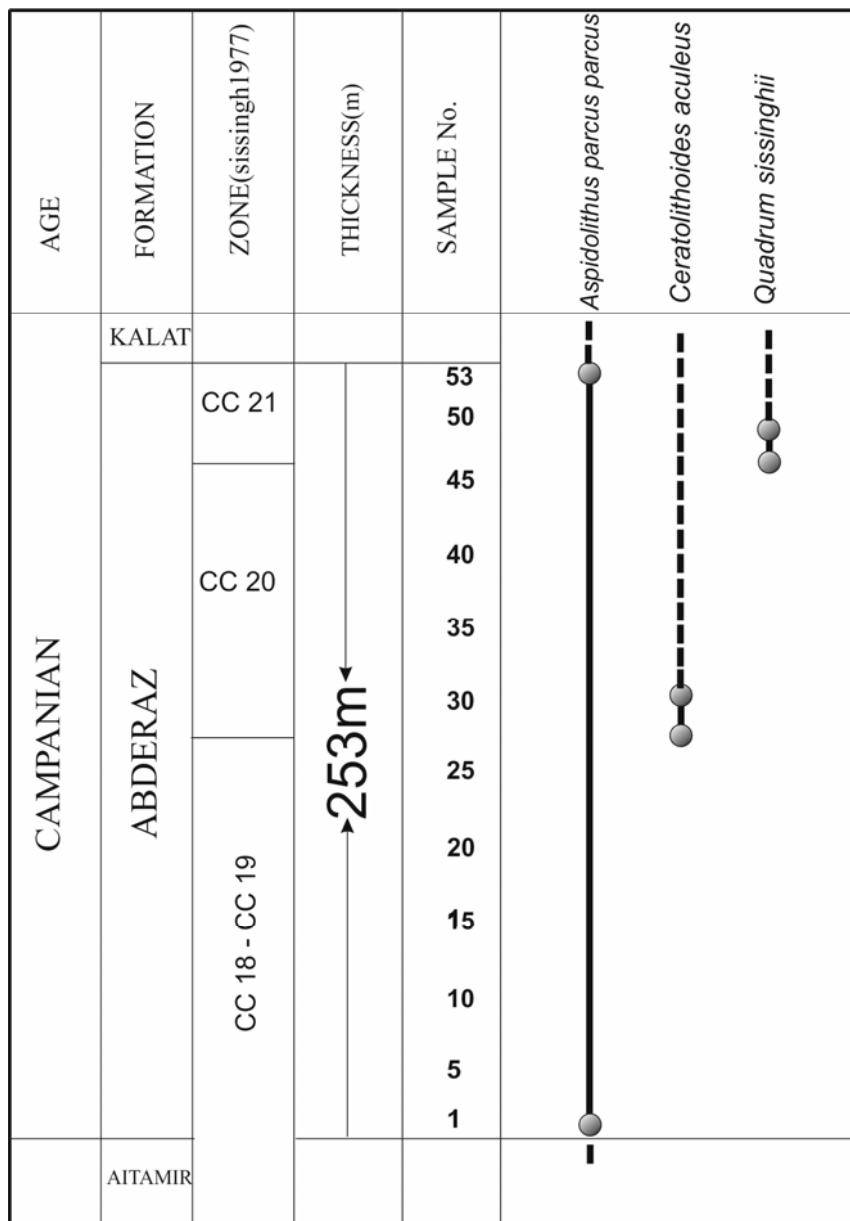 AGE
FORMATION
ZONE(sissingh1977)
THICKNESS(m)
SAMPLE No.
Aspidolithus parcus parcus
Ceratolithoides aculeus
Quadrum sissinghii
CAMPANIAN
KALAT
ABDERAZ
AITAMIR
CC 21
CC 20
CC 18 - CC 19
253m
53
50
45
40
35
30
25
20
15
10
5
1